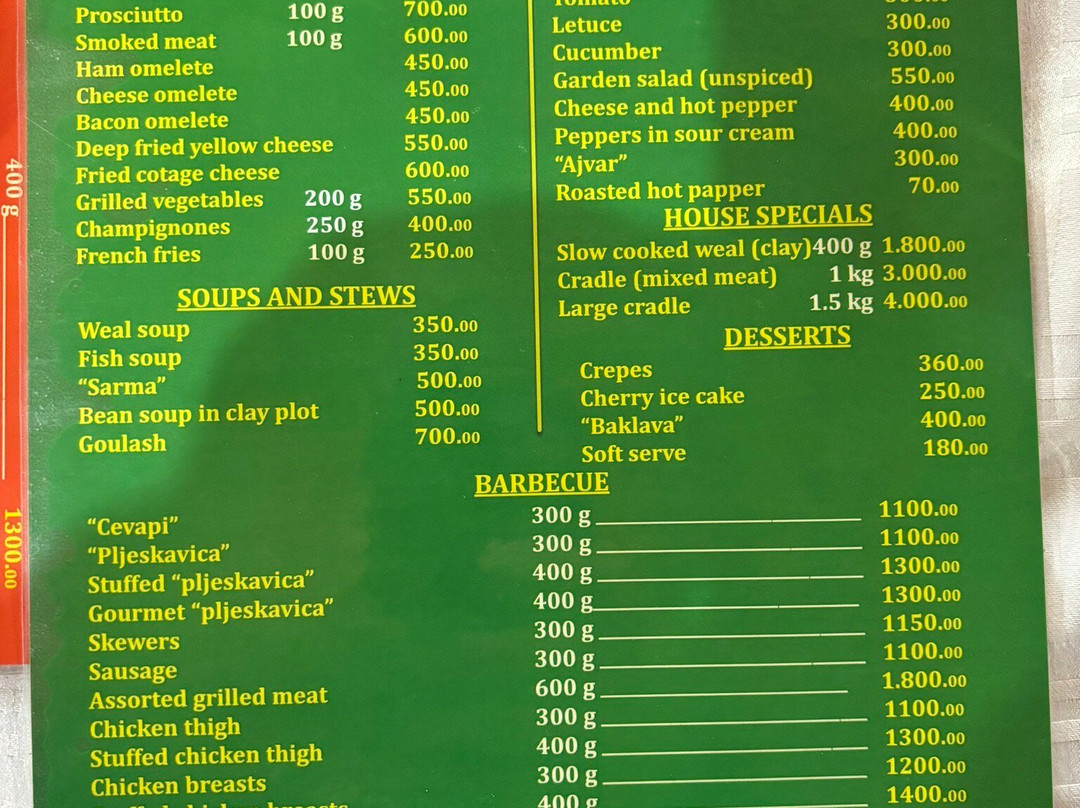 Prosciutto 100 g 700.00
Smoked meat 100 g 600.00
Ham omelete 450.00
Cheese omelete 450.00
Bacon omelete 450.00
Deep fried yellow cheese 550.00
Fried cotage cheese 600.00
Grilled vegetables 200 g 550.00
Champignones 250 g 400.00
French fries 100 g 250.00
SOUPS AND STEWS
Weal soup 350.00
Fish soup 350.00
“Sarma” 500.00
Bean soup in clay plot 500.00
Goulash 700.00
Letuce 300.00
Cucumber 300.00
Garden salad (unspiced) 550.00
Cheese and hot pepper 400.00
Peppers in sour cream 400.00
“Ajvar” 300.00
Roasted hot papper 70.00
HOUSE SPECIALS
Slow cooked weal (clay) 400 g 1.800.00
Cradle (mixed meat) 1 kg 3.000.00
Large cradle 1.5 kg 4.000.00
DESSERTS
Crepes 360.00
Cherry ice cake 250.00
“Baklava” 400.00
Soft serve 180.00
BARBECUE
“Cevapi” 300 g 1100.00
“Pljeskavica” 300 g 1100.00
Stuffed “pljeskavica” 400 g 1300.00
Gourmet “pljeskavica” 400 g 1300.00
Skewers 300 g 1150.00
Sausage 300 g 1100.00
Assorted grilled meat 600 g 1.800.00
Chicken thigh 300 g 1100.00
Stuffed chicken thigh 400 g 1300.00
Chicken breasts 300 g 1200.00
400 g 1400.00
400 g 1300.00